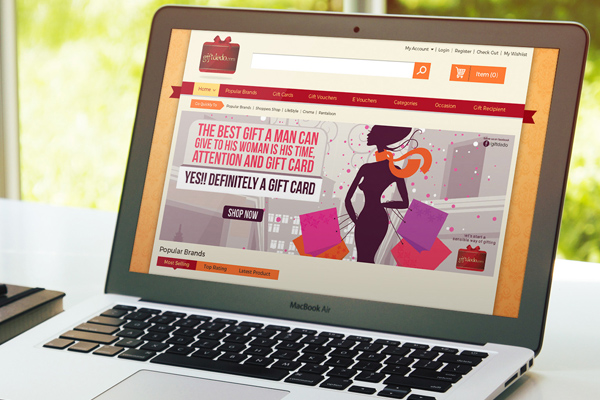 My Account | Login | Register | Check Out / My Wishlist
Item (0)
Home
Popular Brands
Gift Cards
Gift Vouchers
E Vouchers
Categories
Occasion
Gift Recipient
Popular Brands / Shoppers Stop / LifeStyle / Croma / Pantaloon
THE BEST GIFT A MAN CAN
GIVE TO HIS WOMAN IS HIS TIME,
ATTENTION AND GIFT CARD
YES!! DEFINITELY A GIFT CARD
SHOP NOW
Popular Brands
Most Selling
Top Rating
Latest Product
MacBook Air